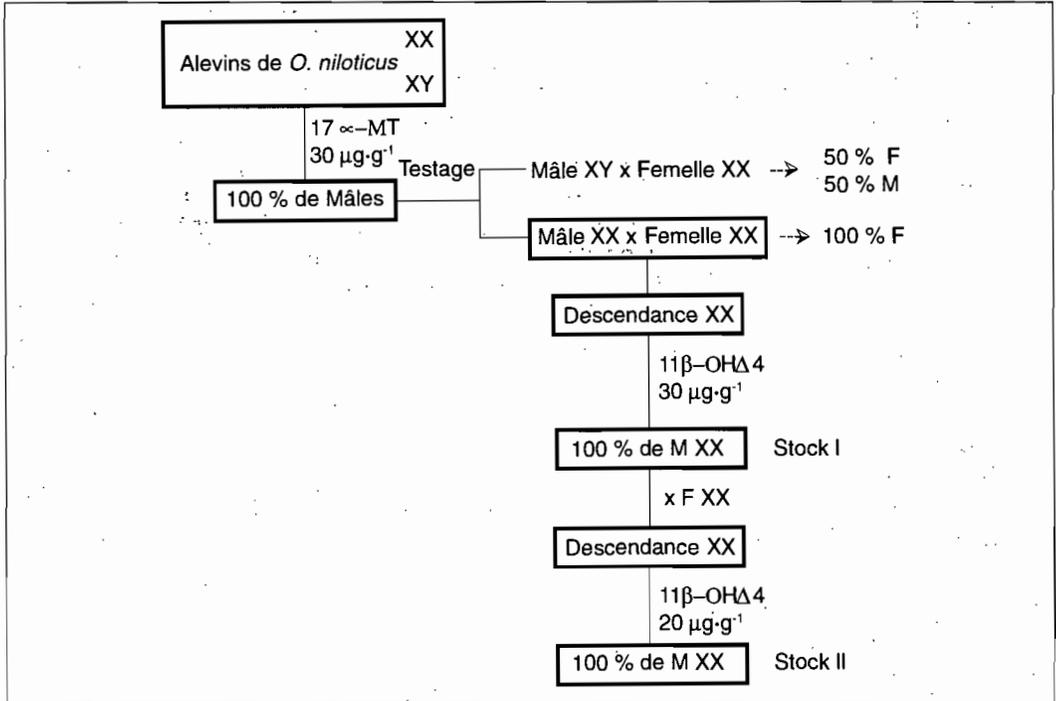 XX
Alevins de O. niloticus
XY
17 ∝–MT
30 µg·g⁻¹
100 % de Mâles
Testage
Mâle XY x Femelle XX
50 % F
50 % M
Mâle XX x Femelle XX
100 % F
Descendance XX
11β–OHΔ4
30 µg·g⁻¹
100 % de M XX
Stock I
x F XX
Descendance XX
11β–OHΔ4
20 µg·g⁻¹
100 % de M XX
Stock II